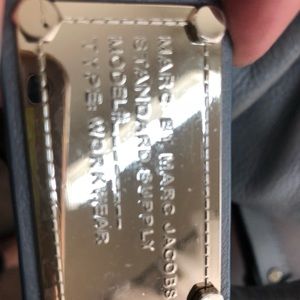 MARC BY MARC JACOBS
STANDARD SUPPLY
MODEL#
TYPE: WORKWEAR